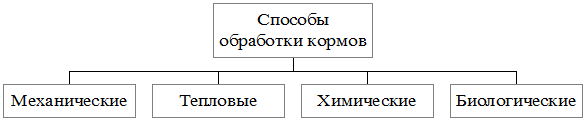 Способы
обработки кормов
Механические
Тепловые
Химические
Биологические